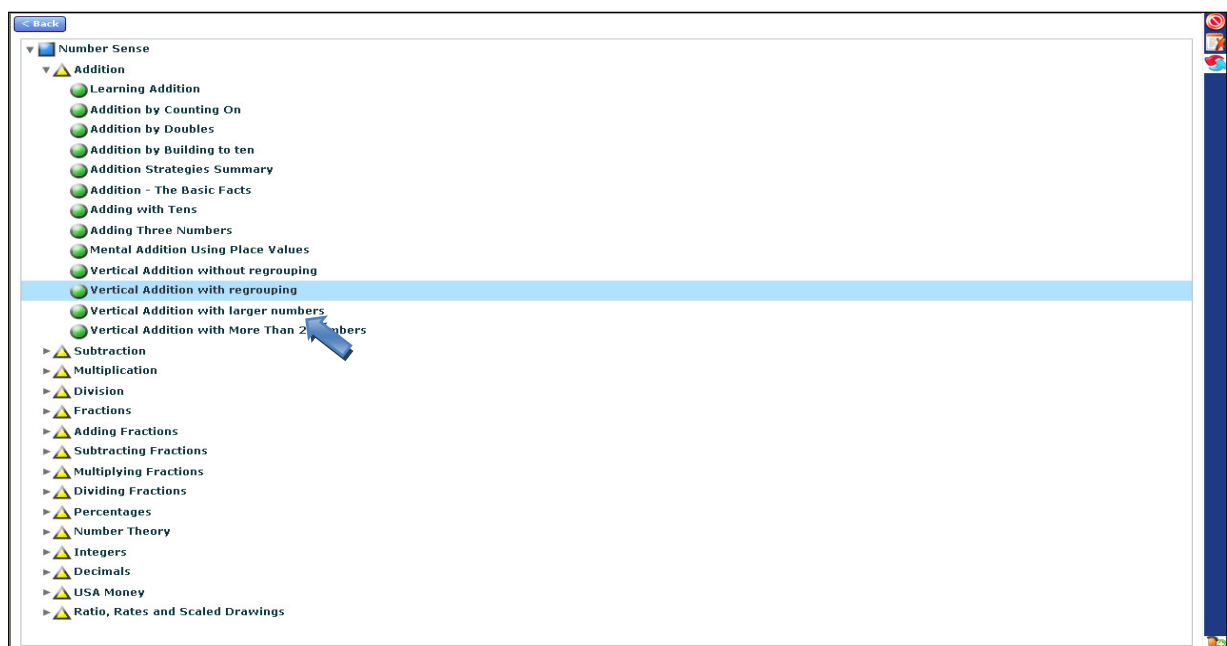 < Back
Number Sense
Addition
Learning Addition
Addition by Counting On
Addition by Doubles
Addition by Building to ten
Addition Strategies Summary
Addition - The Basic Facts
Adding with Tens
Adding Three Numbers
Mental Addition Using Place Values
Vertical Addition without regrouping
Vertical Addition with regrouping
Vertical Addition with larger numbers
Vertical Addition with More Than 2
Subtraction
Multiplication
Division
Fractions
Adding Fractions
Subtracting Fractions
Multiplying Fractions
Dividing Fractions
Percentages
Number Theory
Integers
Decimals
USA Money
Ratio, Rates and Scaled Drawings